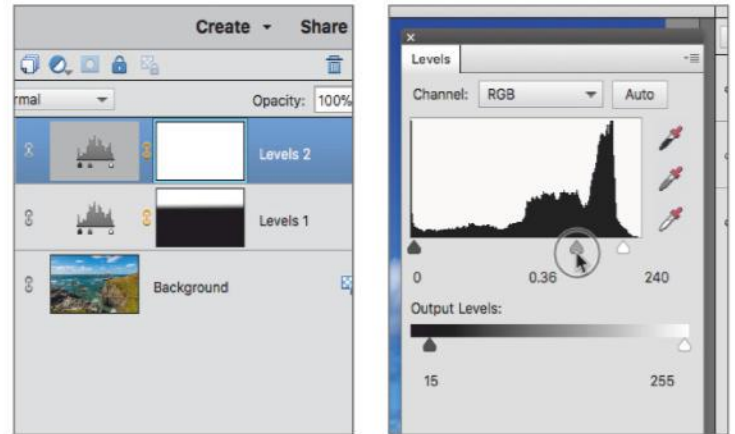 Create Share
rmal Opacity: 100%
Levels 2
Levels 1
Background
Levels
Channel: RGB Auto
0 0.36 240
Output Levels:
15 255